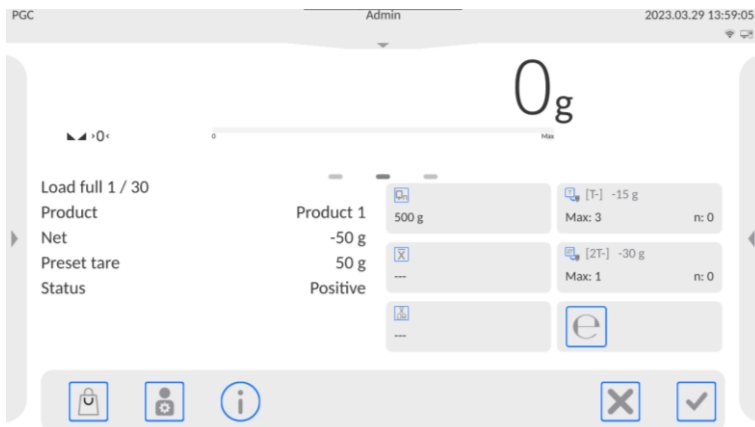 PGC Admin 2023.03.29 13:59:05
0g
›0‹ 0 Max
Load full 1 / 30
Product Product 1
Net -50 g
Preset tare 50 g
Status Positive
500 g
---
---
[T-] -15 g
Max: 3 n: 0
[2T-] -30 g
Max: 1 n: 0
e